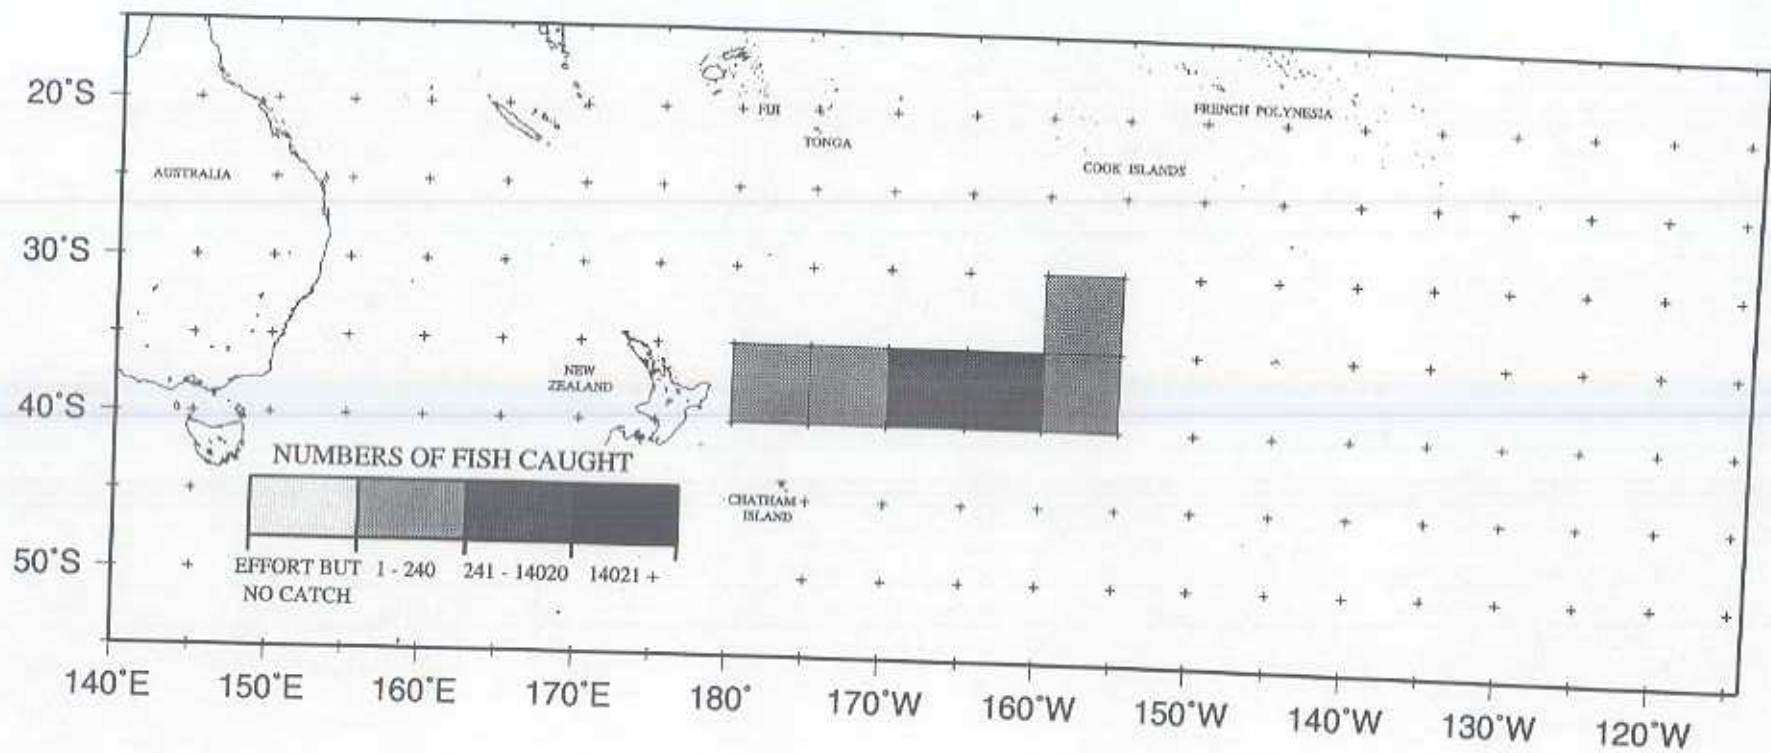 20°S
FIJI
FRENCH POLYNESIA
TONGA
AUSTRALIA
COOK ISLANDS
30°S
NEW
ZEALAND
40°S
NUMBERS OF FISH CAUGHT
CHATHAM
ISLAND
50°S
EFFORT BUT 1 - 240 241 - 14020 14021 +
NO CATCH
140°E 150°E 160°E 170°E 180° 170°W 160°W 150°W 140°W 130°W 120°W